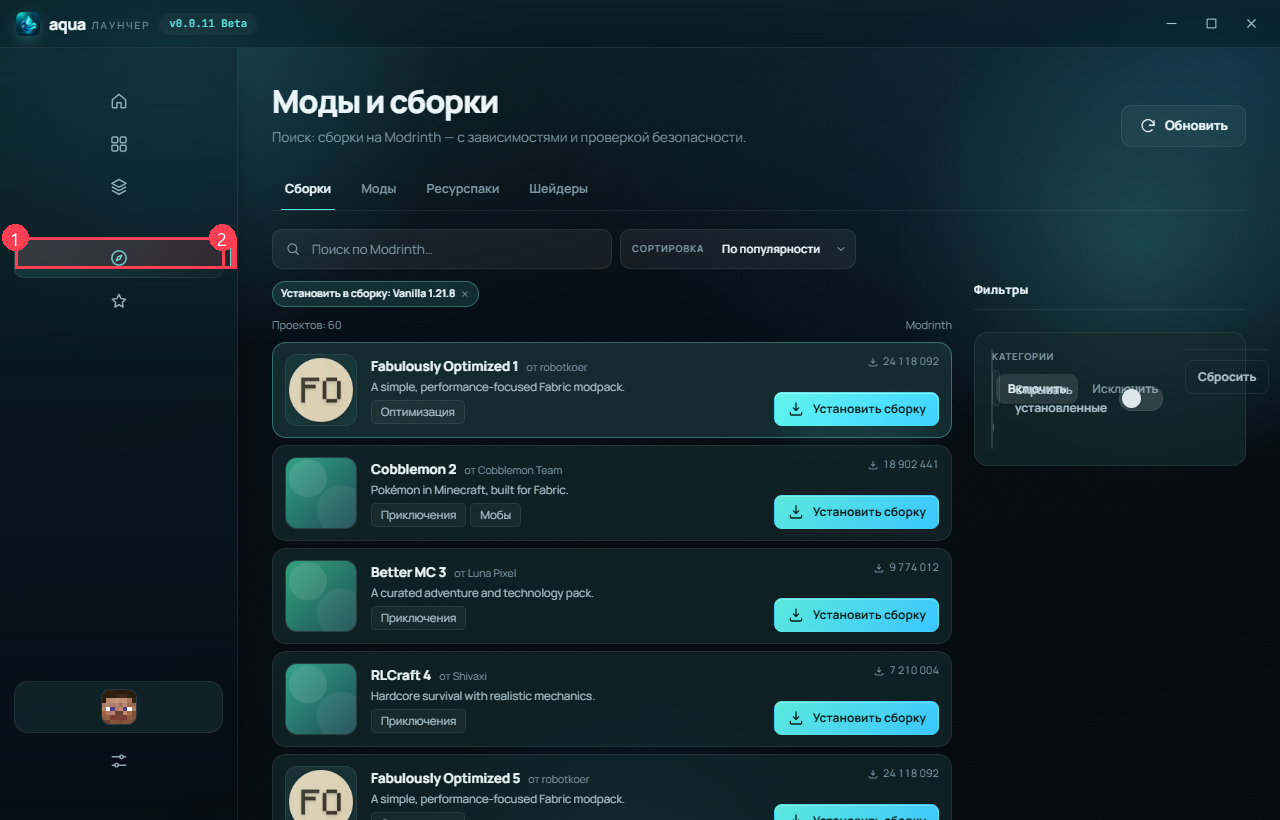 aqua ЛАУНЧЕР v0.0.11 Beta
Моды и сборки
Поиск: сборки на Modrinth — с зависимостями и проверкой безопасности.
Обновить
Сборки Моды Ресурспаки Шейдеры
1 2
Поиск по Modrinth...
СОРТИРОВКА По популярности
Установить в сборку: Vanilla 1.21.8 ×
Проектов: 60 Modrinth
Fabulously Optimized 1 от robotkoer 24 118 092
A simple, performance-focused Fabric modpack.
Оптимизация
Установить сборку
Cobblemon 2 от Cobblemon Team 18 902 441
Pokémon in Minecraft, built for Fabric.
Приключения Мобы
Установить сборку
Better MC 3 от Luna Pixel 9 774 012
A curated adventure and technology pack.
Приключения
Установить сборку
RLCraft 4 от Shivaxi 7 210 004
Hardcore survival with realistic mechanics.
Приключения
Установить сборку
Fabulously Optimized 5 от robotkoer 24 118 092
A simple, performance-focused Fabric modpack.
Установить сборку
Фильтры
КАТЕГОРИИ
Включить Исключить
установленные
Сбросить
FO
FO